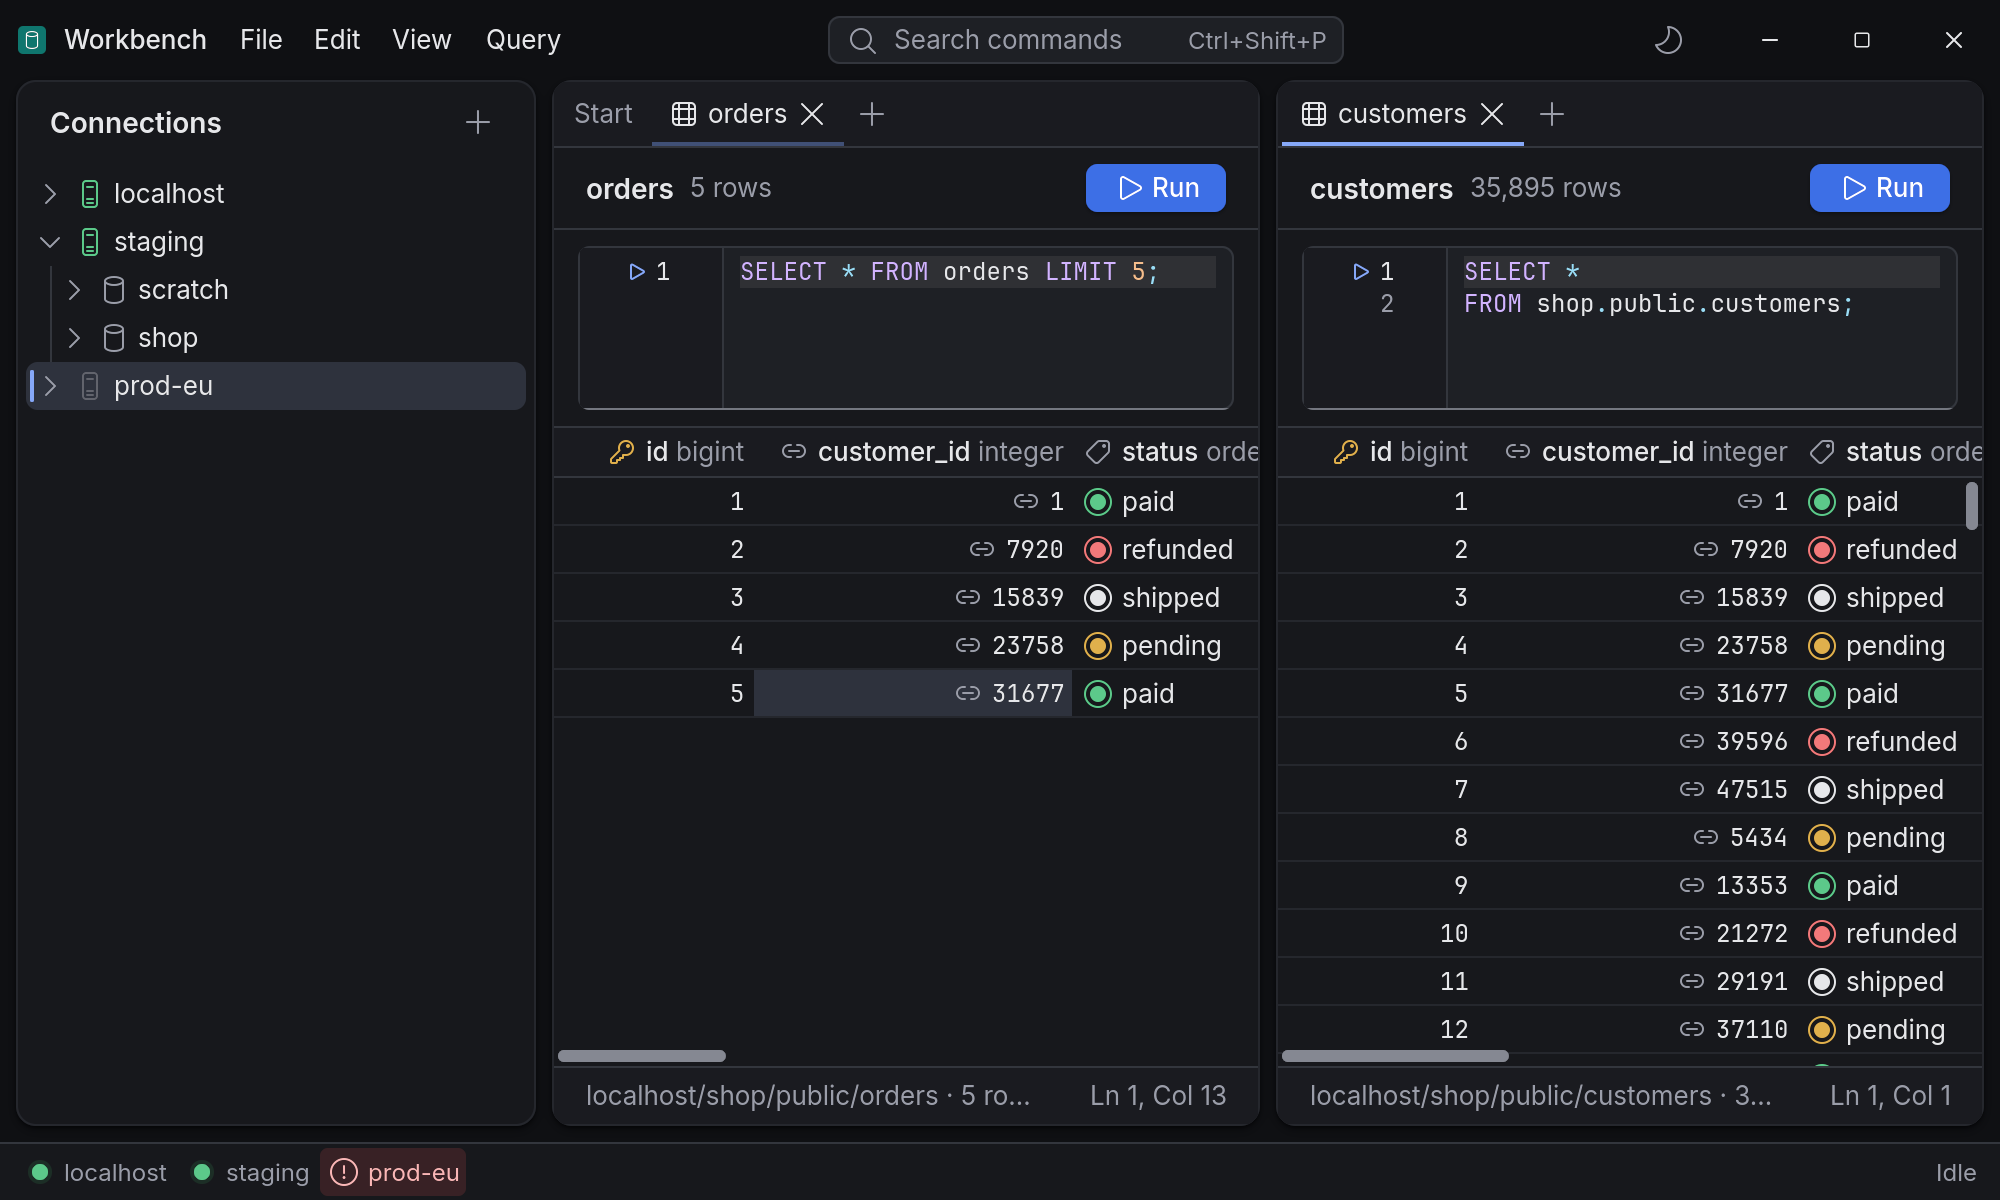 Workbench File Edit View Query Search commands Ctrl+Shift+P
Connections
localhost
staging
scratch
shop
prod-eu
Start orders
orders 5 rows Run
1 SELECT * FROM orders LIMIT 5;
id bigint customer_id integer status orde
1 1 paid
2 7920 refunded
3 15839 shipped
4 23758 pending
5 31677 paid
localhost/shop/public/orders · 5 ro... Ln 1, Col 13
customers
customers 35,895 rows Run
1 SELECT *
2 FROM shop.public.customers;
id bigint customer_id integer status orde
1 1 paid
2 7920 refunded
3 15839 shipped
4 23758 pending
5 31677 paid
6 39596 refunded
7 47515 shipped
8 5434 pending
9 13353 paid
10 21272 refunded
11 29191 shipped
12 37110 pending
localhost/shop/public/customers · 3... Ln 1, Col 1
localhost staging prod-eu Idle